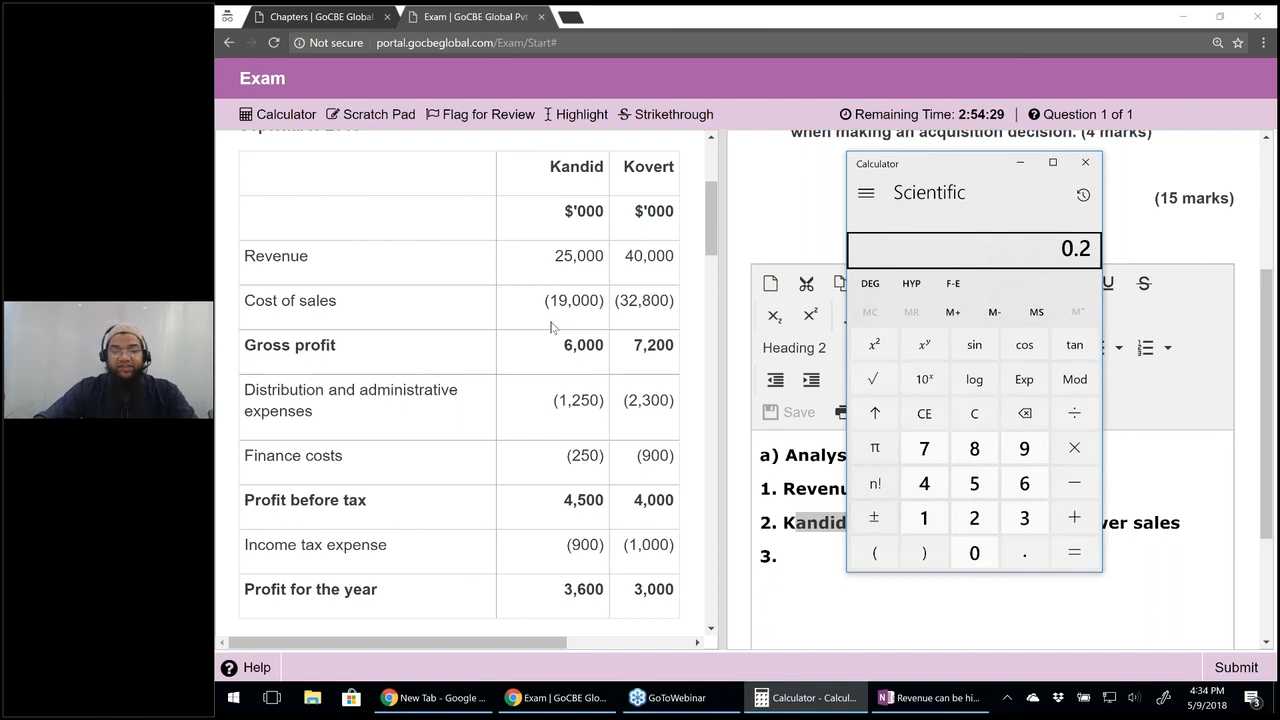 Chapters | GoCBE Global
Exam | GoCBE Global Pvt
Not secure portal.gocbeglobal.com/Exam/Start#
Exam
Calculator Scratch Pad Flag for Review Highlight Strikethrough Remaining Time: 2:54:29 Question 1 of 1
when making an acquisition decision. (4 marks)
(15 marks)
Kandid Kovert
$'000 $'000
Revenue 25,000 40,000
Cost of sales (19,000) (32,800)
Gross profit 6,000 7,200
Distribution and administrative
expenses (1,250) (2,300)
Finance costs (250) (900)
Profit before tax 4,500 4,000
Income tax expense (900) (1,000)
Profit for the year 3,600 3,000
Heading 2
Save
a) Analys
1. Revenu
2. Kandid
ver sales
3.
Calculator
Scientific
0.2
DEG HYP F-E
MC MR M+ M- MS M˅
x² xʸ sin cos tan
√ 10ˣ log Exp Mod
↑ CE C ⌫ ÷
π 7 8 9 ×
n! 4 5 6 −
± 1 2 3 +
( ) 0 . =
Help Submit
New Tab - Google ... Exam | GoCBE Glo... GoToWebinar Calculator - Calcul... Revenue can be hi...
4:34 PM
5/9/2018
3